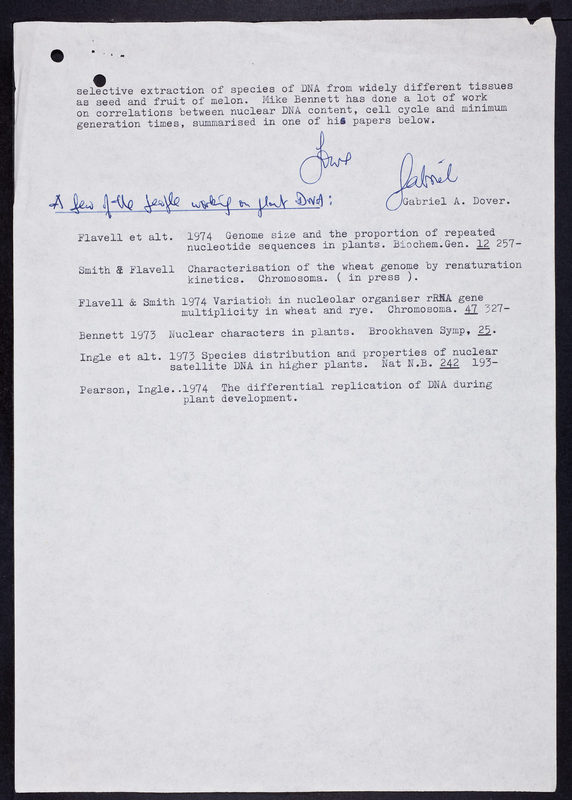 selective extraction of species of DNA from widely different tissues
as seed and fruit of melon. Mike Bennett has done a lot of work
on correlations between nuclear DNA content, cell cycle and minimum
generation times, summarised in one of his papers below.
Gabriel
Gabriel A. Dover.
A few of the people working on plant DNA:
Flavell et alt. 1974 Genome size and the proportion of repeated
nucleotide sequences in plants. Biochem.Gen. 12 257-
Smith & Flavell Characterisation of the wheat genome by renaturation
kinetics. Chromosoma. ( in press ).
Flavell & Smith 1974 Variation in nucleolar organiser rRNA gene
multiplicity in wheat and rye. Chromosoma. 47 327-
Bennett 1973 Nuclear characters in plants. Brookhaven Symp, 25.
Ingle et alt. 1973 Species distribution and properties of nuclear
satellite DNA in higher plants. Nat N.B. 242 193-
Pearson, Ingle..1974 The differential replication of DNA during
plant development.